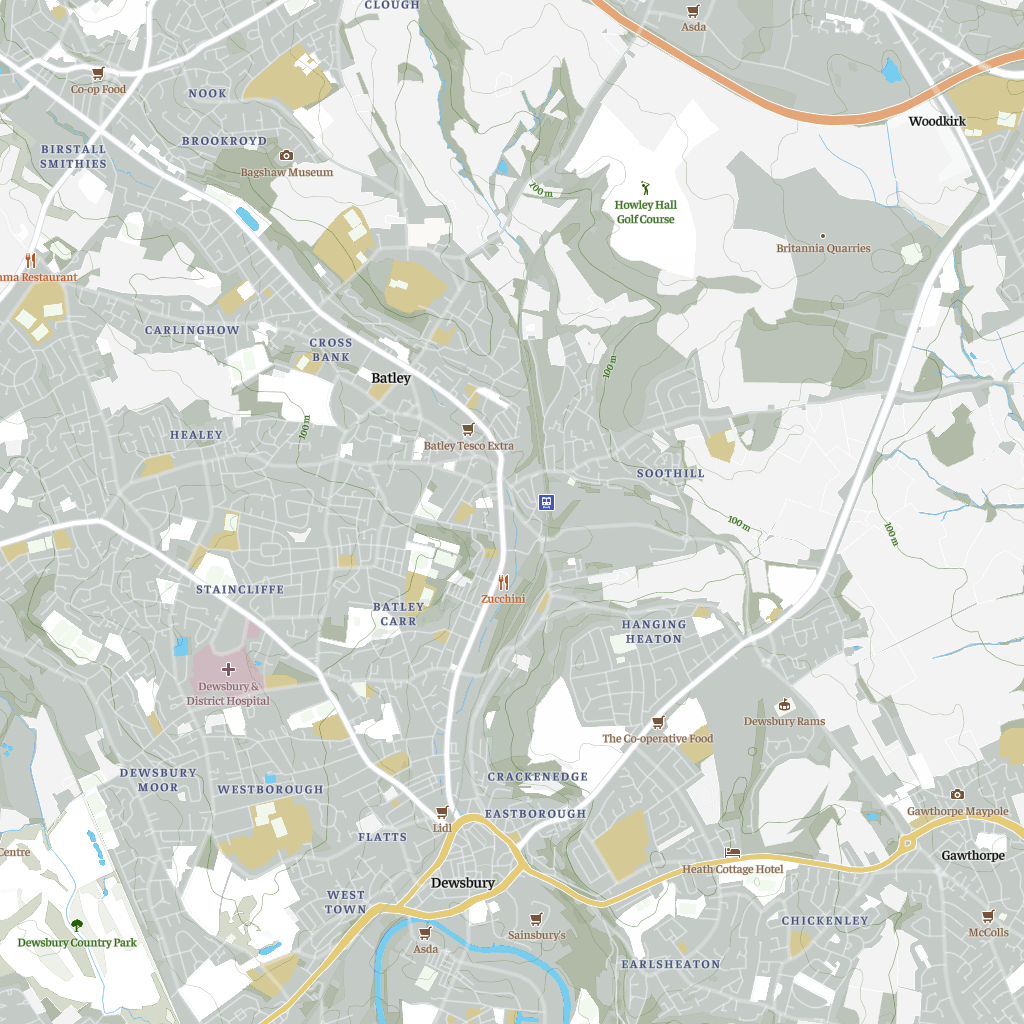 CLOUGH
Asda
Co-op Food
NOOK
Woodkirk
BROOKROYD
BIRSTALL
SMITHIES
Bagshaw Museum
100 m
Howley Hall
Golf Course
Britannia Quarries
ma Restaurant
CARLINGHOW
CROSS
BANK
100 m
Batley
100 m
HEALEY
Batley Tesco Extra
SOOTHILL
100 m
100 m
STAINCLIFFE
Zucchini
BATLEY
CARR
HANGING
HEATON
Dewsbury &
District Hospital
Dewsbury Rams
The Co-operative Food
DEWSBURY
MOOR
CRACKENEDGE
WESTBOROUGH
EASTBOROUGH
Gawthorpe Maypole
Lidl
FLATTS
Centre
Gawthorpe
Heath Cottage Hotel
Dewsbury
WEST
TOWN
CHICKENLEY
Sainsbury's
McColls
Dewsbury Country Park
Asda
EARLSHEATON